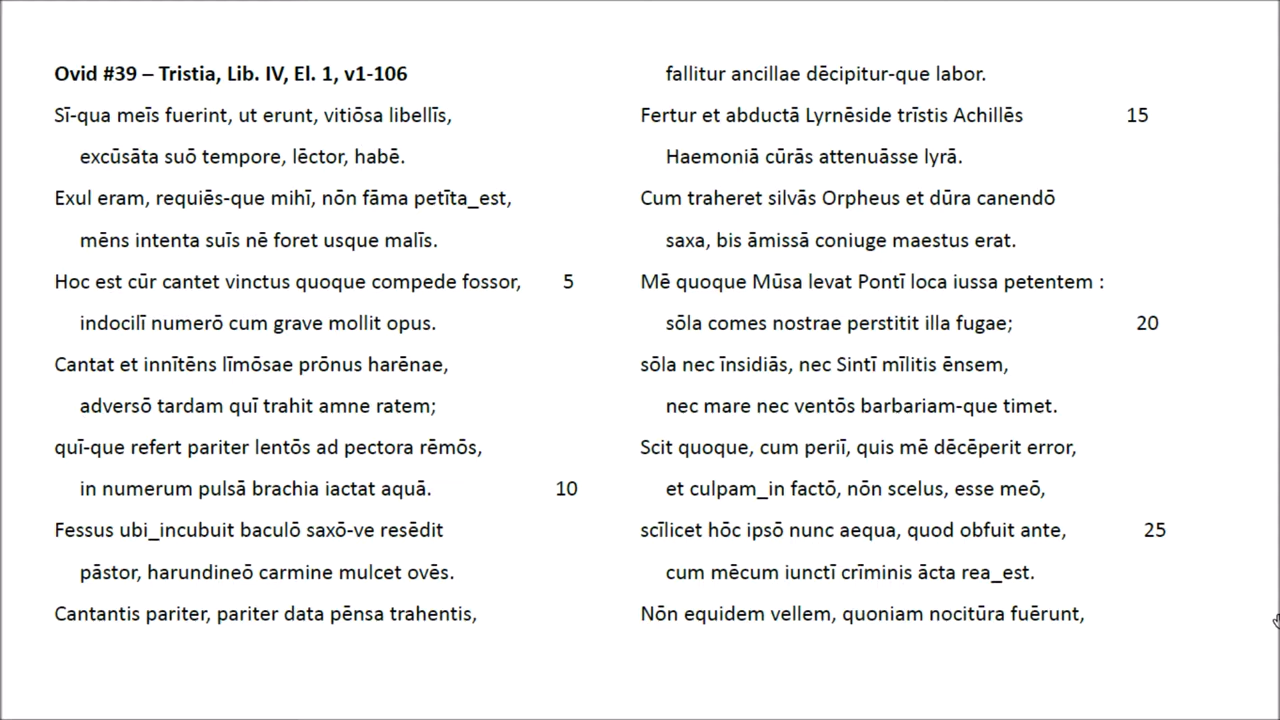 Ovid #39 – Tristia, Lib. IV, El. 1, v1-106
Sī-qua meīs fuerint, ut erunt, vitiōsa libellīs,
excūsāta suō tempore, lēctor, habē.
Exul eram, requiēs-que mihī, nōn fāma petīta_est,
mēns intenta suīs nē foret usque malīs.
Hoc est cūr cantet vinctus quoque compede fossor, 5
indocilī numerō cum grave mollit opus.
Cantat et innītēns līmōsae prōnus harēnae,
adversō tardam quī trahit amne ratem;
quī-que refert pariter lentōs ad pectora rēmōs,
in numerum pulsā brachia iactat aquā. 10
Fessus ubi_incubuit baculō saxō-ve resēdit
pāstor, harundineō carmine mulcet ovēs.
Cantantis pariter, pariter data pēnsa trahentis,
fallitur ancillae dēcipitur-que labor.
Fertur et abductā Lyrnēside trīstis Achillēs 15
Haemoniā cūrās attenuāsse lyrā.
Cum traheret silvās Orpheus et dūra canendō
saxa, bis āmissā coniuge maestus erat.
Mē quoque Mūsa levat Pontī loca iussa petentem :
sōla comes nostrae perstitit illa fugae; 20
sōla nec īnsidiās, nec Sintī mīlitis ēnsem,
nec mare nec ventōs barbariam-que timet.
Scit quoque, cum periī, quis mē dēcēperit error,
et culpam_in factō, nōn scelus, esse meō,
scīlicet hōc ipsō nunc aequa, quod obfuit ante, 25
cum mēcum iunctī crīminis ācta rea_est.
Nōn equidem vellem, quoniam nocitūra fuērunt,